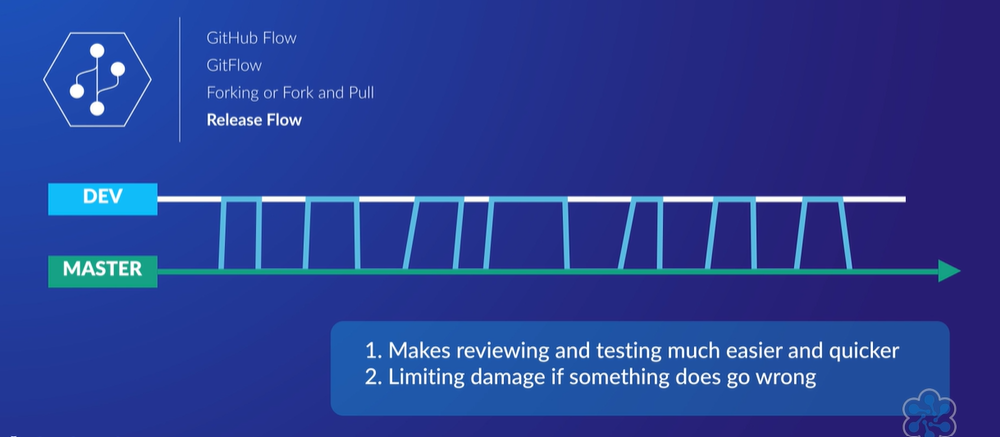 GitHub Flow
GitFlow
Forking or Fork and Pull
Release Flow
DEV
MASTER
1. Makes reviewing and testing much easier and quicker
2. Limiting damage if something does go wrong